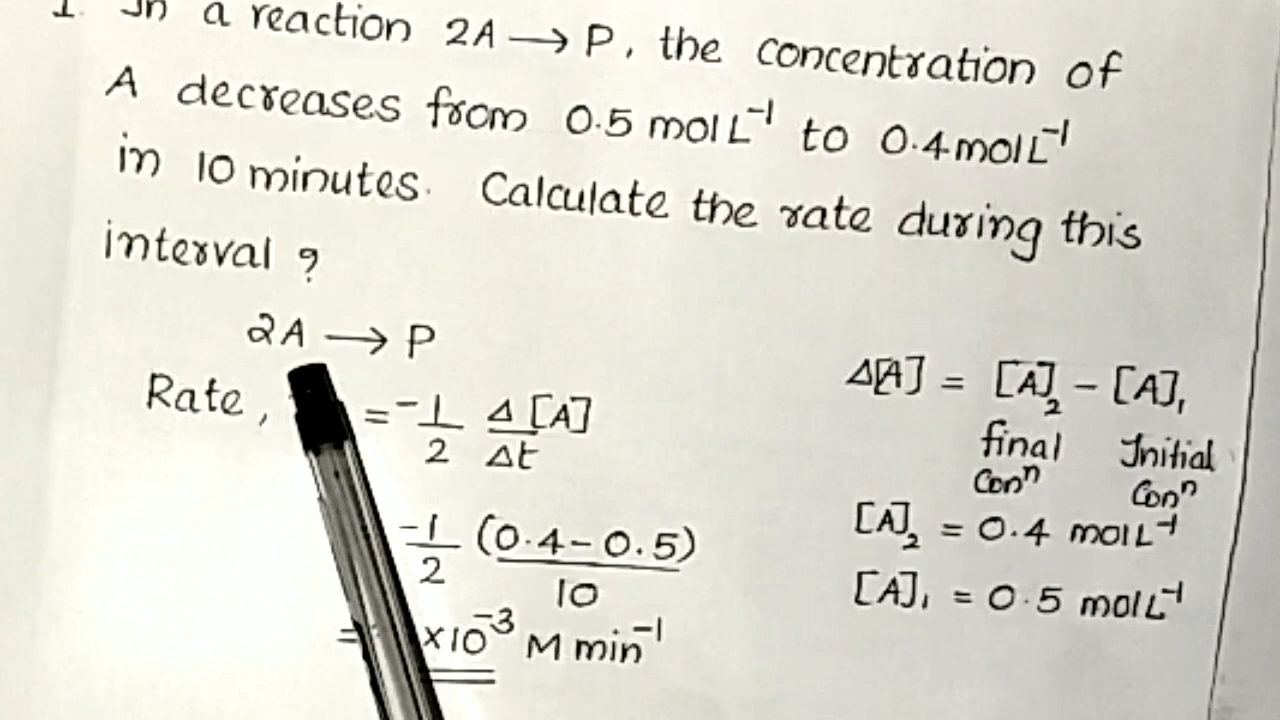 1. In a reaction 2A → P, the concentration of
A decreases from 0.5 mol L⁻¹ to 0.4 mol L⁻¹
in 10 minutes. Calculate the rate during this
interval ?
2A → P
Rate, = -1/2 Δ[A]/Δt
-1/2 (0.4-0.5)/10
= ×10⁻³ M min⁻¹
Δ[A] = [A]₂ - [A]₁
final Initial
Conⁿ Conⁿ
[A]₂ = 0.4 mol L⁻¹
[A]₁ = 0.5 mol L⁻¹